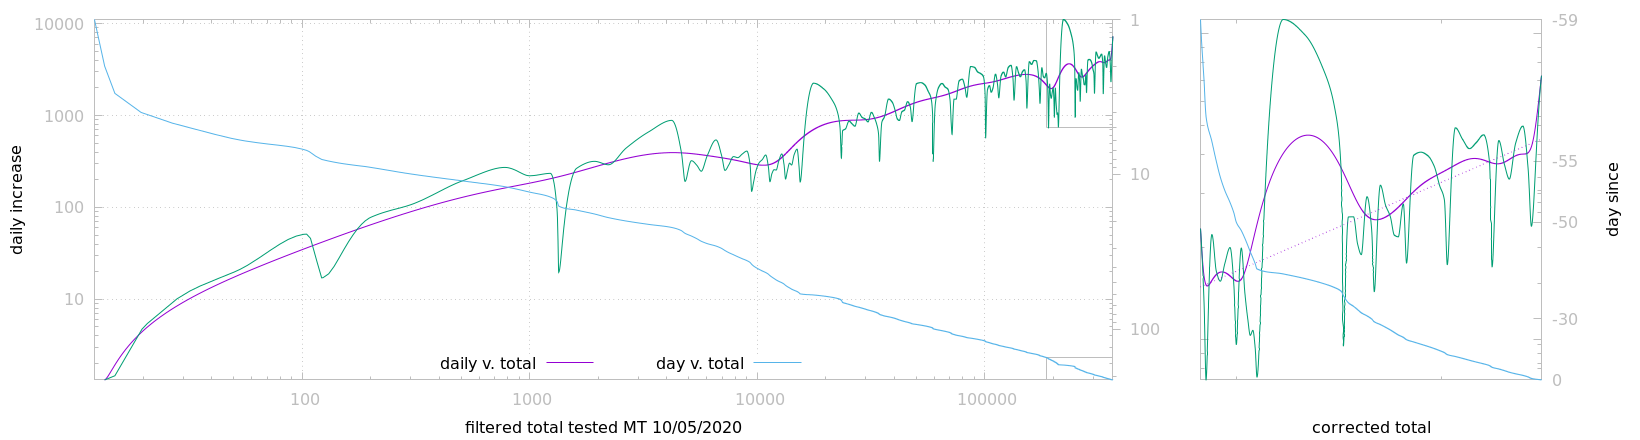 10000
1000
100
10
daily increase
1
10
100
daily v. total
day v. total
100
1000
10000
100000
filtered total tested MT 10/05/2020
-59
-55
-50
-30
0
day since
corrected total